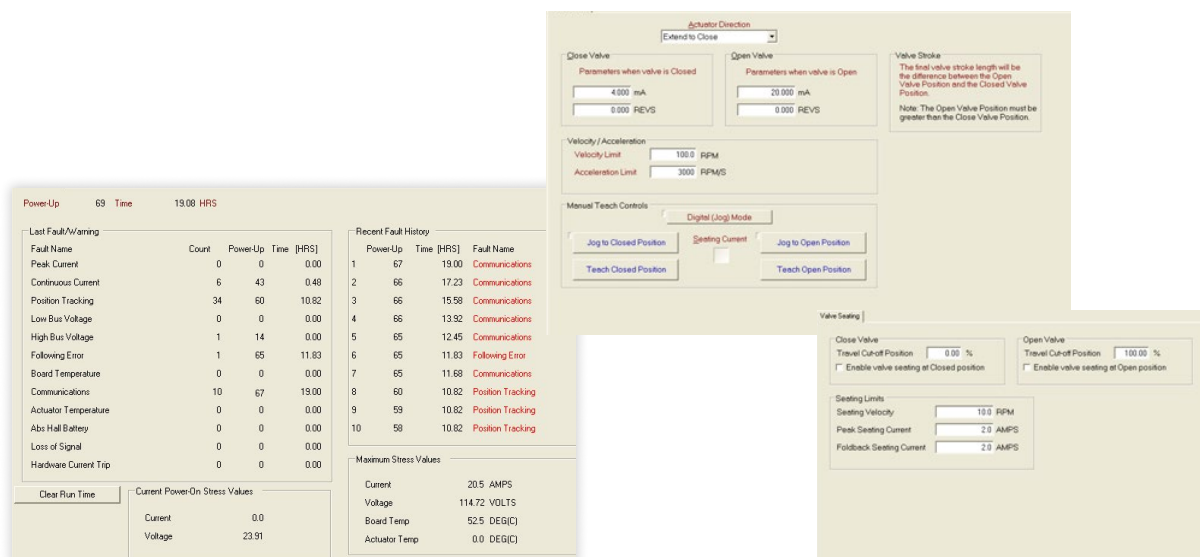 Actuator Direction
Extend to Close
Close Valve
Parameters when valve is Closed
4.000 mA
0.000 REVS
Open Valve
Parameters when valve is Open
20.000 mA
0.000 REVS
Valve Stroke
The final valve stroke length will be
the difference between the Open
Valve Position and the Closed Valve
Position.
Note: The Open Valve Position must be
greater than the Close Valve Position.
Velocity / Acceleration
Velocity Limit 100.0 RPM
Acceleration Limit 3000 RPM/S
Manual Teach Controls
Digital (Jog) Mode
Jog to Closed Position Seating Current Jog to Open Position
Teach Closed Position Teach Open Position
Power-Up 69 Time 19.08 HRS
Last Fault/Warning
Fault Name Count Power-Up Time [HRS]
Peak Current 0 0 0.00
Continuous Current 6 43 0.48
Position Tracking 34 60 10.82
Low Bus Voltage 0 0 0.00
High Bus Voltage 1 14 0.00
Following Error 1 65 11.83
Board Temperature 0 0 0.00
Communications 10 67 19.00
Actuator Temperature 0 0 0.00
Abs Hall Battery 0 0 0.00
Loss of Signal 0 0 0.00
Hardware Current Trip 0 0 0.00
Clear Run Time
Current Power-On Stress Values
Current 0.0
Voltage 23.91
Recent Fault History
Power-Up Time [HRS] Fault Name
1 67 19.00 Communications
2 66 17.23 Communications
3 66 15.58 Communications
4 66 13.92 Communications
5 65 12.45 Communications
6 65 11.83 Following Error
7 65 11.68 Communications
8 60 10.82 Position Tracking
9 59 10.82 Position Tracking
10 58 10.82 Position Tracking
Maximum Stress Values
Current 20.5 AMPS
Voltage 114.72 VOLTS
Board Temp 52.5 DEG(C)
Actuator Temp 0.0 DEG(C)
Valve Seating
Close Valve
Travel Cut-off Position 0.00 %
Enable valve seating at Closed position
Open Valve
Travel Cut-off Position 100.00 %
Enable valve seating at Open position
Seating Limits
Seating Velocity 10.0 RPM
Peak Seating Current 2.0 AMPS
Foldback Seating Current 2.0 AMPS